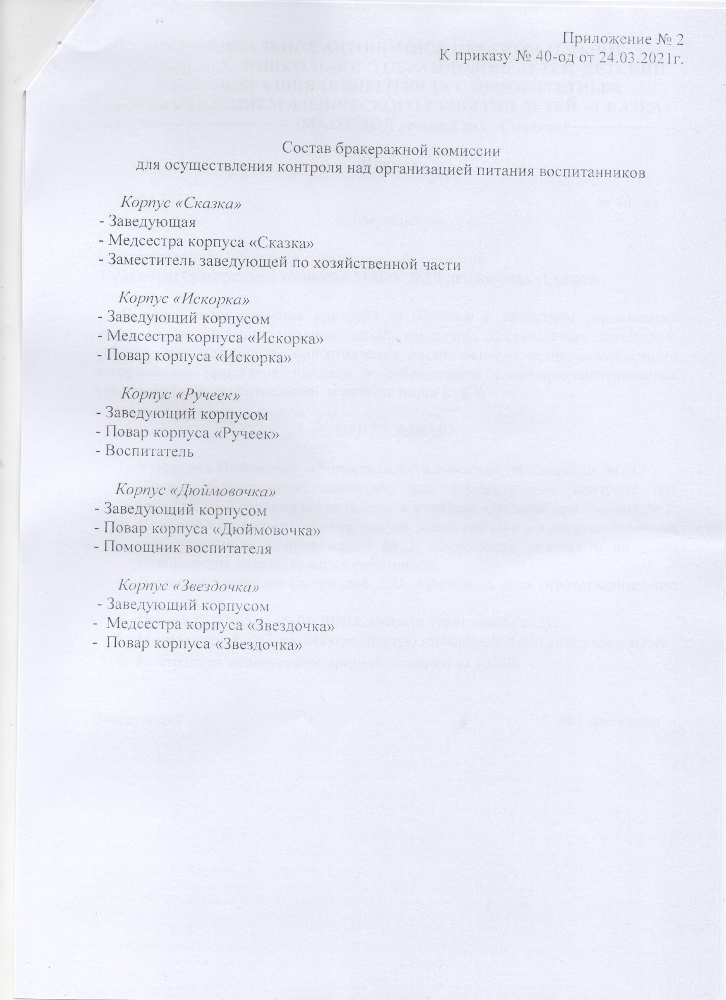 Приложение № 2
К приказу № 40-од от 24.03.2021г.
Состав бракеражной комиссии
для осуществления контроля над организацией питания воспитанников
Корпус «Сказка»
- Заведующая
- Медсестра корпуса «Сказка»
- Заместитель заведующей по хозяйственной части
Корпус «Искорка»
- Заведующий корпусом
- Медсестра корпуса «Искорка»
- Повар корпуса «Искорка»
Корпус «Ручеек»
- Заведующий корпусом
- Повар корпуса «Ручеек»
- Воспитатель
Корпус «Дюймовочка»
- Заведующий корпусом
- Повар корпуса «Дюймовочка»
- Помощник воспитателя
Корпус «Звездочка»
- Заведующий корпусом
- Медсестра корпуса «Звездочка»
- Повар корпуса «Звездочка»